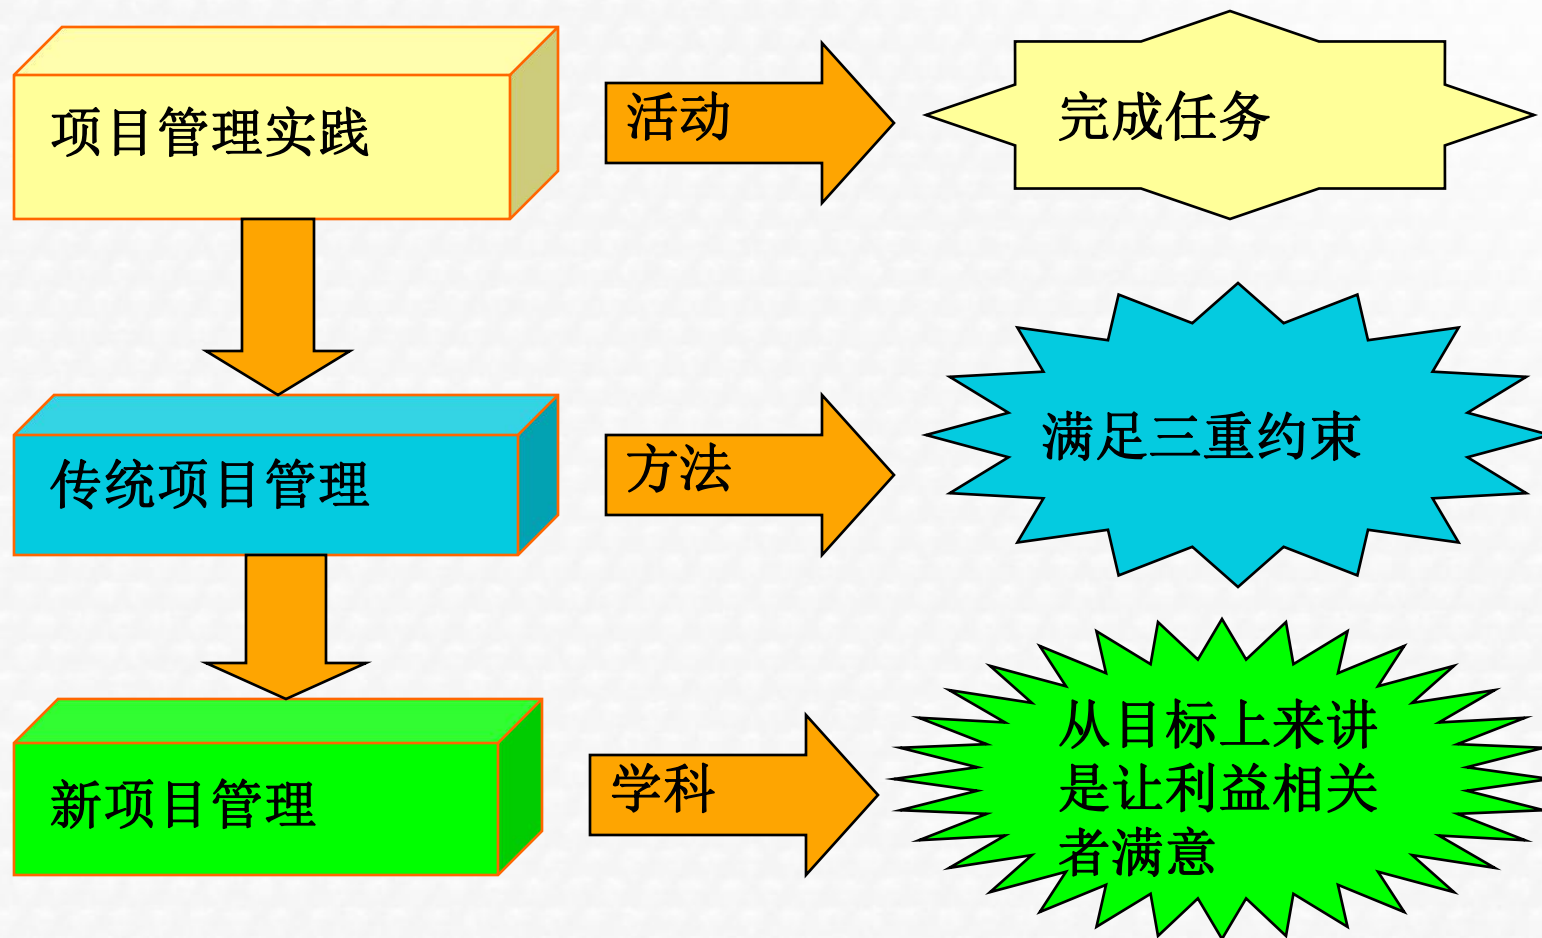 项目管理实践
活动
完成任务
传统项目管理
方法
满足三重约束
新项目管理
学科
从目标上来讲
是让利益相关
者满意